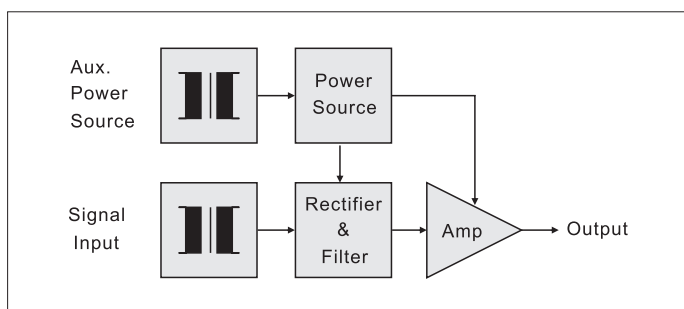 Aux.
Power
Source
Power
Source
Signal
Input
Rectifier
&
Filter
Amp
Output